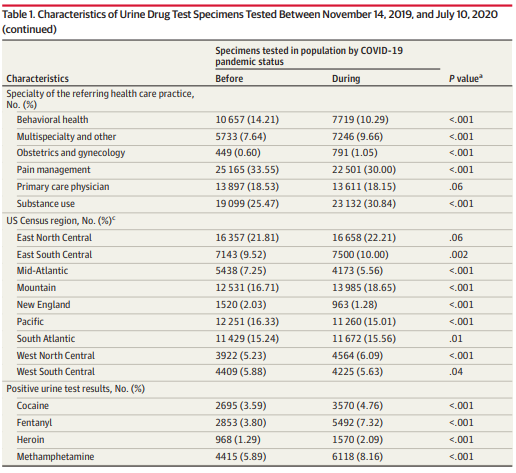 Table 1. Characteristics of Urine Drug Test Specimens Tested Between November 14, 2019, and July 10, 2020
(continued)
Specimens tested in population by COVID-19
pandemic status
Characteristics Before During P valueᵃ
Specialty of the referring health care practice,
No. (%)
Behavioral health 10 657 (14.21) 7719 (10.29) <.001
Multispecialty and other 5733 (7.64) 7246 (9.66) <.001
Obstetrics and gynecology 449 (0.60) 791 (1.05) <.001
Pain management 25 165 (33.55) 22 501 (30.00) <.001
Primary care physician 13 897 (18.53) 13 611 (18.15) .06
Substance use 19 099 (25.47) 23 132 (30.84) <.001
US Census region, No. (%)ᶜ
East North Central 16 357 (21.81) 16 658 (22.21) .06
East South Central 7143 (9.52) 7500 (10.00) .002
Mid-Atlantic 5438 (7.25) 4173 (5.56) <.001
Mountain 12 531 (16.71) 13 985 (18.65) <.001
New England 1520 (2.03) 963 (1.28) <.001
Pacific 12 251 (16.33) 11 260 (15.01) <.001
South Atlantic 11 429 (15.24) 11 672 (15.56) .01
West North Central 3922 (5.23) 4564 (6.09) <.001
West South Central 4409 (5.88) 4225 (5.63) .04
Positive urine test results, No. (%)
Cocaine 2695 (3.59) 3570 (4.76) <.001
Fentanyl 2853 (3.80) 5492 (7.32) <.001
Heroin 968 (1.29) 1570 (2.09) <.001
Methamphetamine 4415 (5.89) 6118 (8.16) <.001